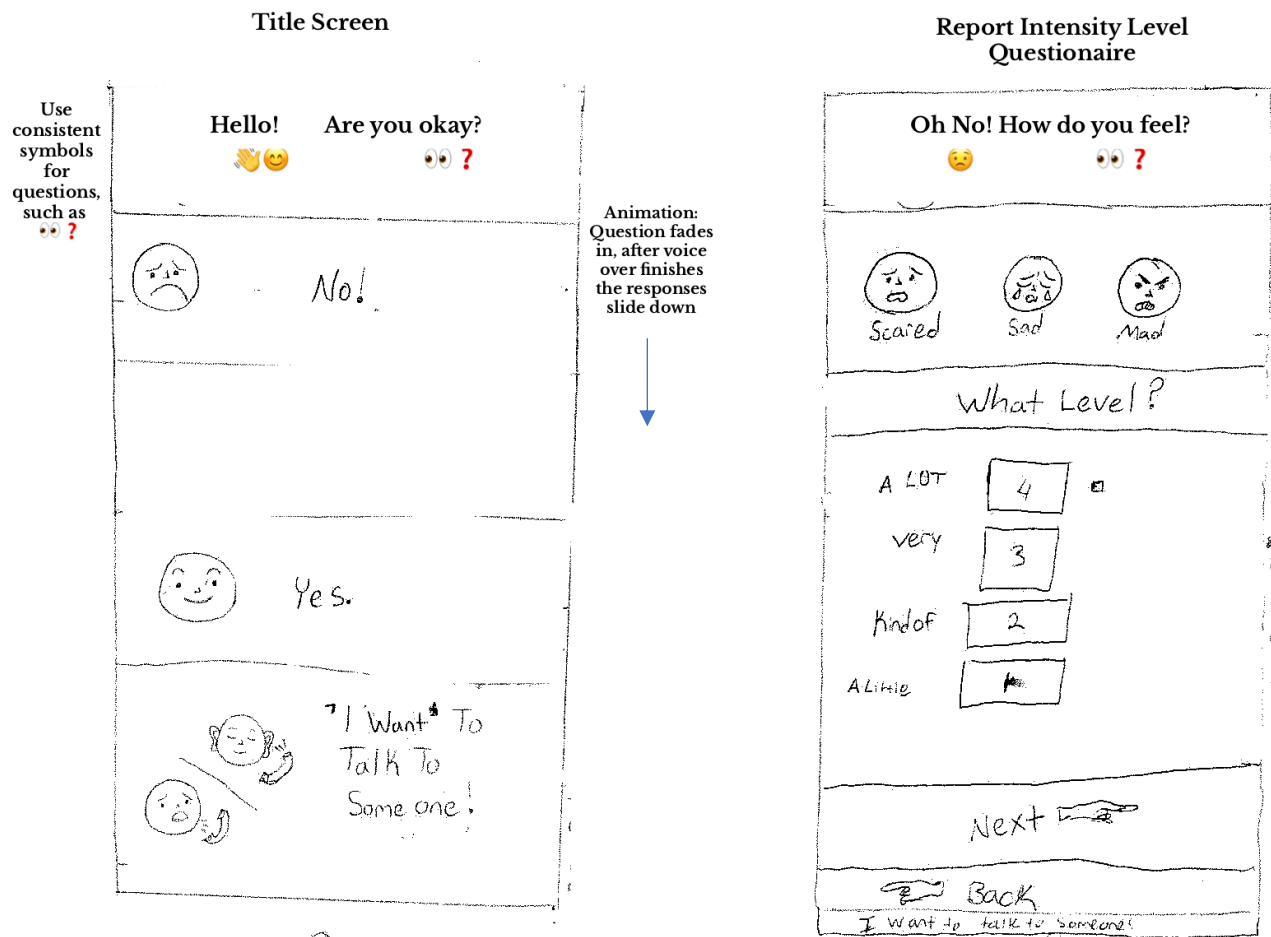 Title Screen
Use
consistent
symbols
for
questions,
such as
👀❓
Hello! Are you okay?
👋😊 👀❓
No!
Yes.
"I Want" To
Talk To
Someone!
Animation:
Question fades
in, after voice
over finishes
the responses
slide down
Report Intensity Level
Questionaire
Oh No! How do you feel?
😟 👀❓
Scared Sad Mad
What Level?
A LOT 4
very 3
Kind of 2
A Little
Next
Back
I Want to talk to Someone!